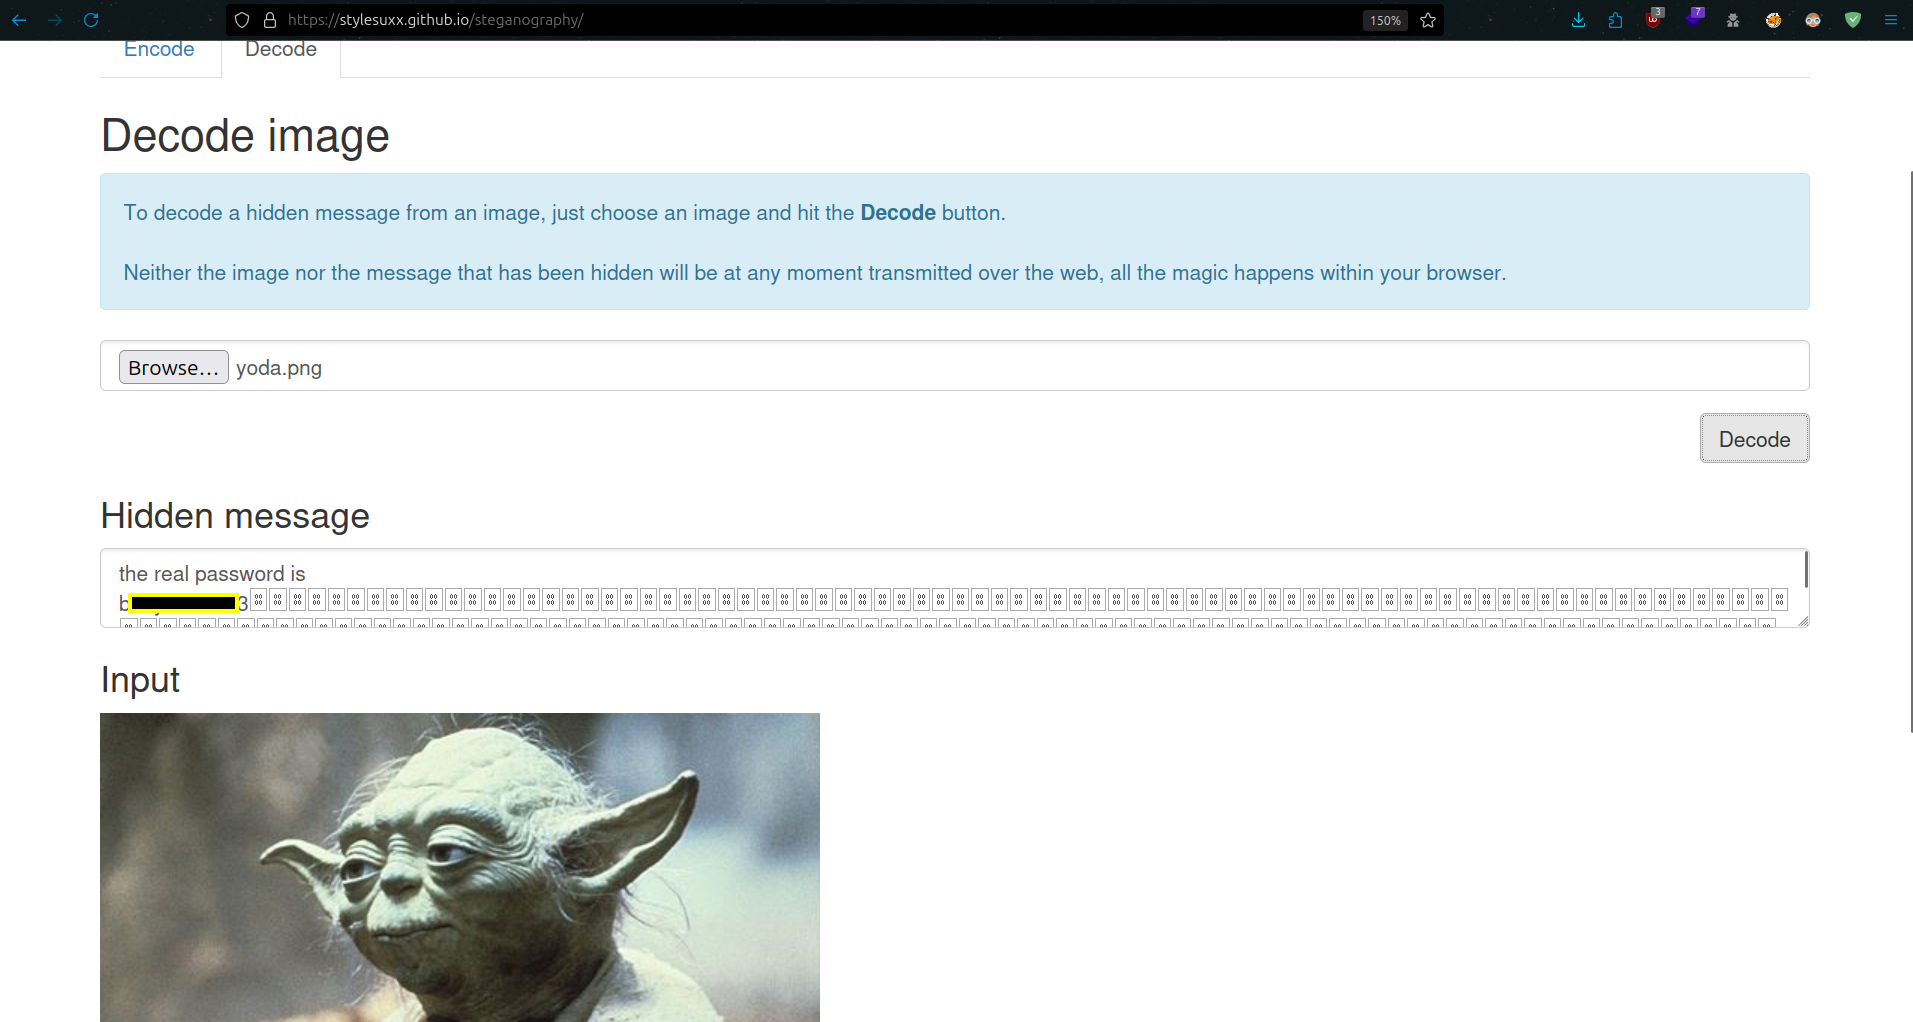 https://stylesuxx.github.io/steganography/
150%
3
7
Encode
Decode
Decode image
To decode a hidden message from an image, just choose an image and hit the Decode button.
Neither the image nor the message that has been hidden will be at any moment transmitted over the web, all the magic happens within your browser.
Browse... yoda.png
Decode
Hidden message
the real password is
Input